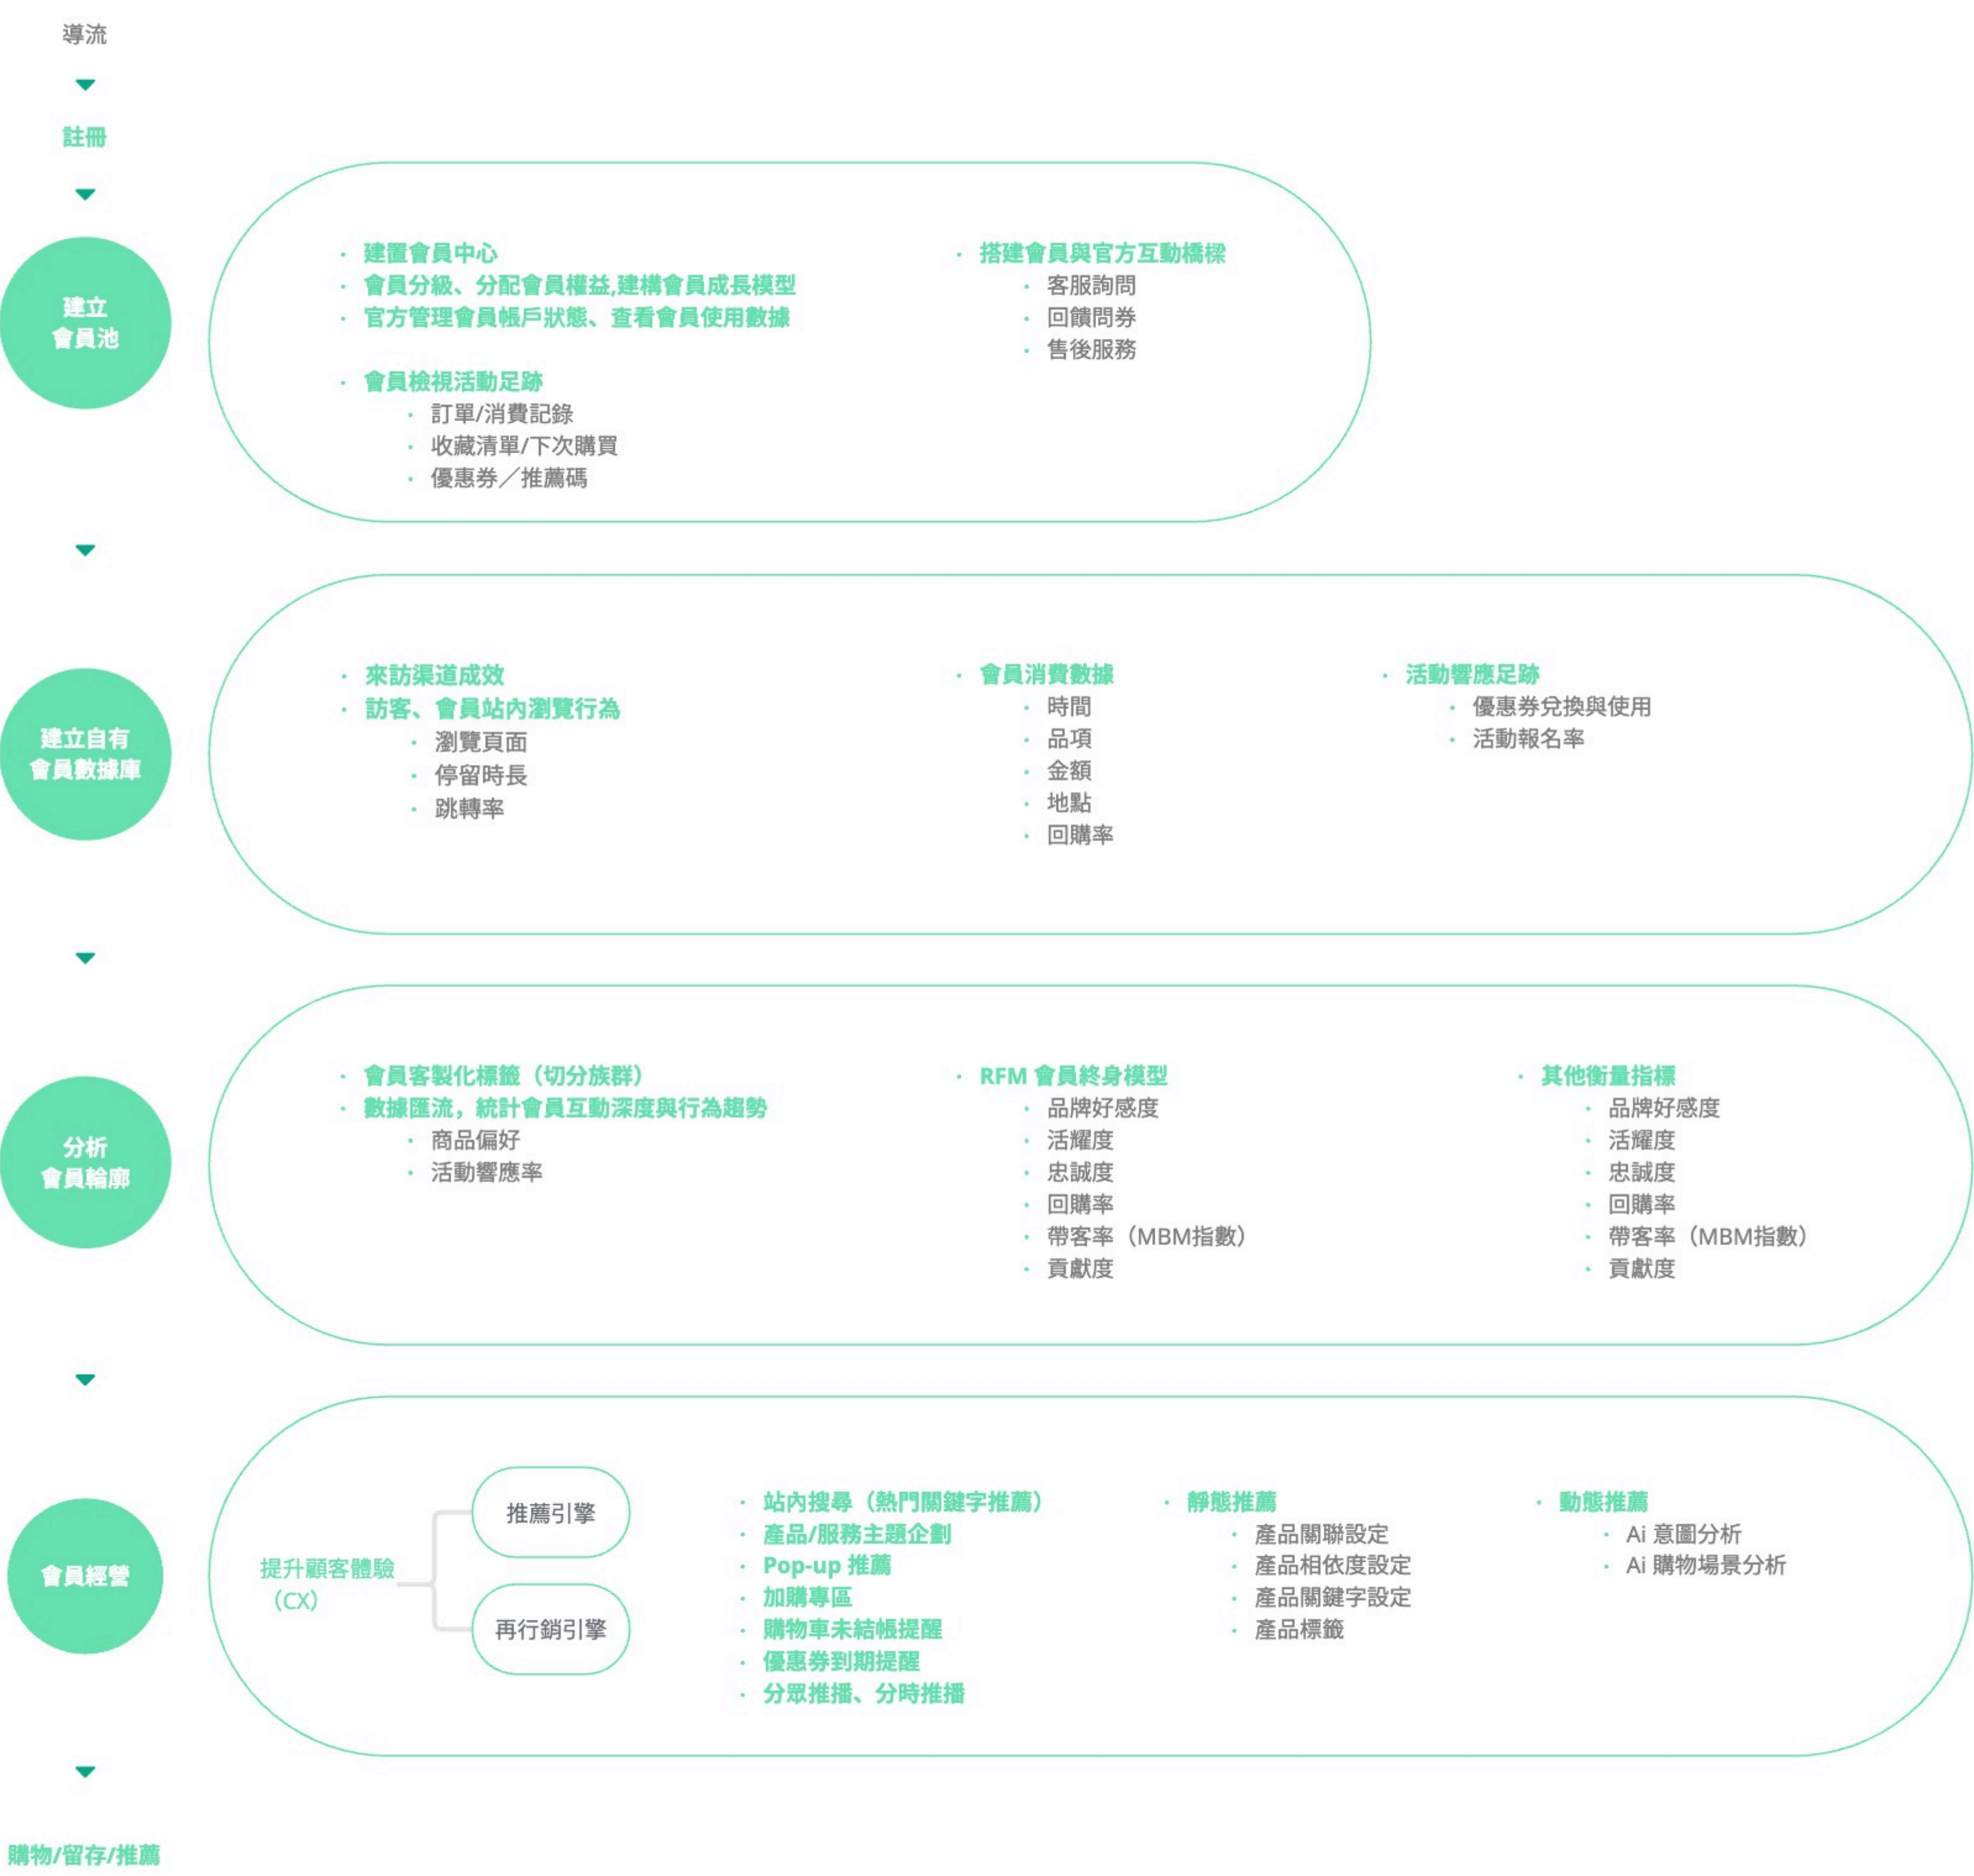 導流
註冊
建立
會員池
· 建置會員中心
· 會員分級、分配會員權益,建構會員成長模型
· 官方管理會員帳戶狀態、查看會員使用數據
· 會員檢視活動足跡
· 訂單/消費記錄
· 收藏清單/下次購買
· 優惠券／推薦碼
· 搭建會員與官方互動橋樑
· 客服詢問
· 回饋問券
· 售後服務
建立自有
會員數據庫
· 來訪渠道成效
· 訪客、會員站內瀏覽行為
· 瀏覽頁面
· 停留時長
· 跳轉率
· 會員消費數據
· 時間
· 品項
· 金額
· 地點
· 回購率
· 活動響應足跡
· 優惠券兌換與使用
· 活動報名率
分析
會員輪廓
· 會員客製化標籤（切分族群）
· 數據匯流，統計會員互動深度與行為趨勢
· 商品偏好
· 活動響應率
· RFM 會員終身模型
· 品牌好感度
· 活耀度
· 忠誠度
· 回購率
· 帶客率（MBM指數）
· 貢獻度
· 其他衡量指標
· 品牌好感度
· 活耀度
· 忠誠度
· 回購率
· 帶客率（MBM指數）
· 貢獻度
會員經營
提升顧客體驗
（CX）
推薦引擎
再行銷引擎
· 站內搜尋（熱門關鍵字推薦）
· 產品/服務主題企劃
· Pop-up 推薦
· 加購專區
· 購物車未結帳提醒
· 優惠券到期提醒
· 分眾推播、分時推播
· 靜態推薦
· 產品關聯設定
· 產品相依度設定
· 產品關鍵字設定
· 產品標籤
· 動態推薦
· Ai 意圖分析
· Ai 購物場景分析
購物/留存/推薦